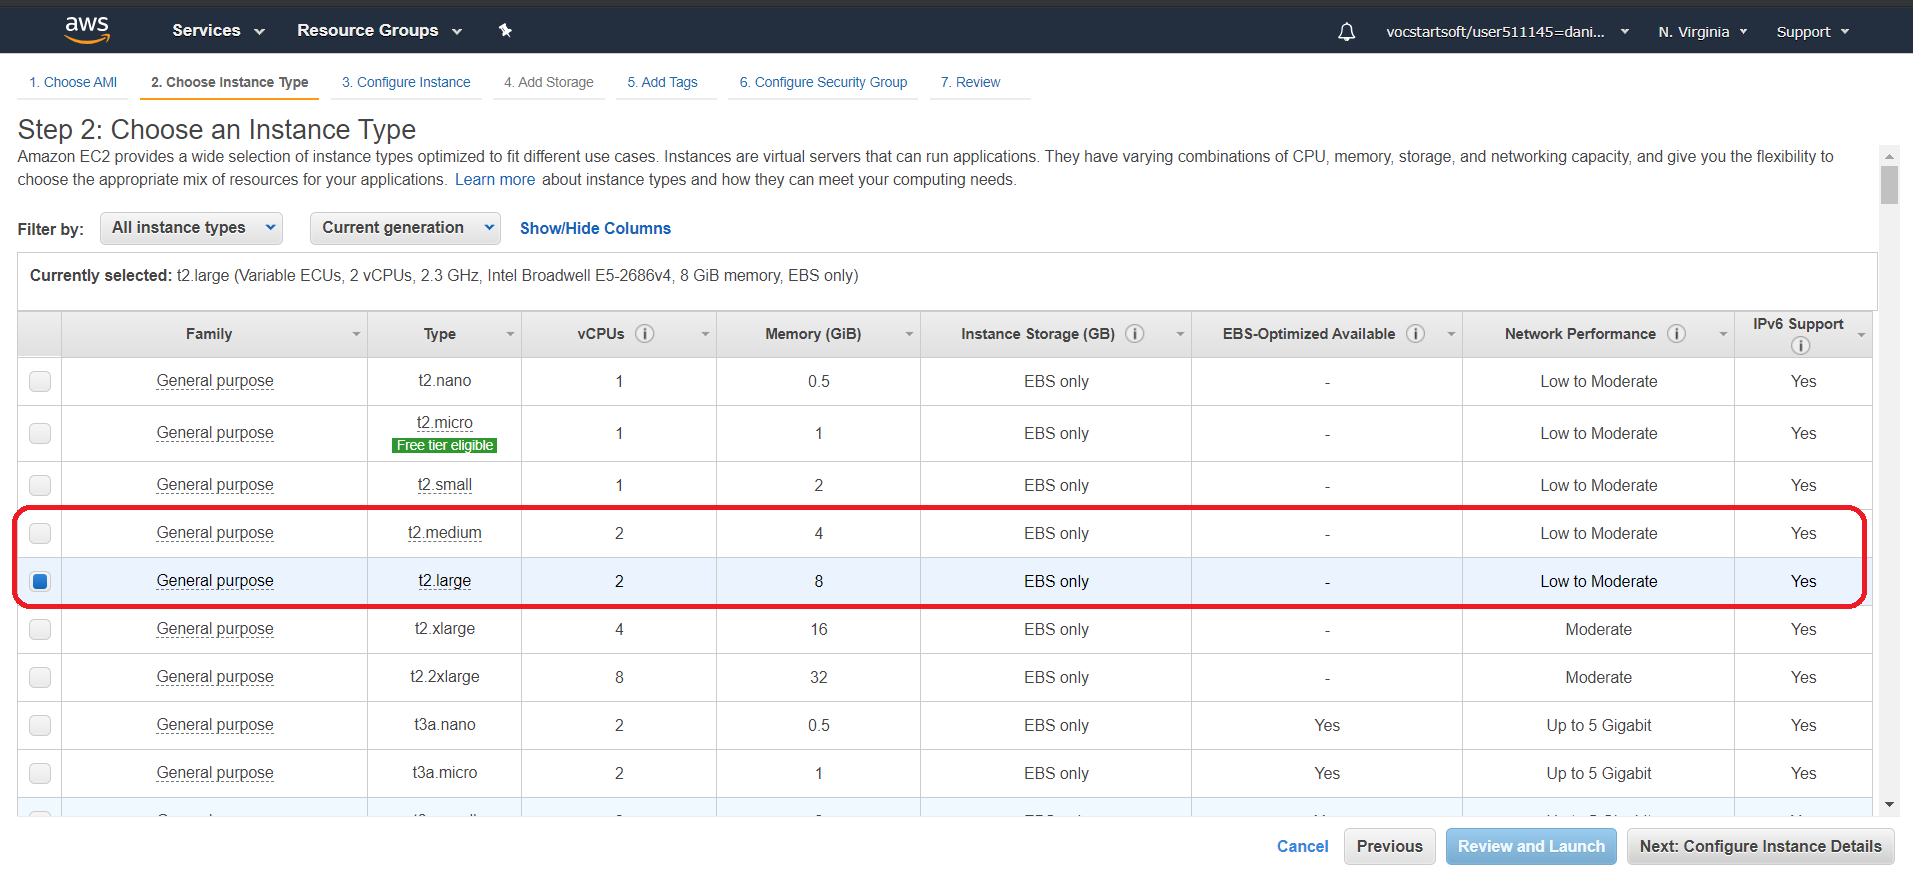 aws Services Resource Groups vocstartsoft/user511145=dani... N. Virginia Support
1. Choose AMI 2. Choose Instance Type 3. Configure Instance 4. Add Storage 5. Add Tags 6. Configure Security Group 7. Review
Step 2: Choose an Instance Type
Amazon EC2 provides a wide selection of instance types optimized to fit different use cases. Instances are virtual servers that can run applications. They have varying combinations of CPU, memory, storage, and networking capacity, and give you the flexibility to
choose the appropriate mix of resources for your applications. Learn more about instance types and how they can meet your computing needs.
Filter by: All instance types Current generation Show/Hide Columns
Currently selected: t2.large (Variable ECUs, 2 vCPUs, 2.3 GHz, Intel Broadwell E5-2686v4, 8 GiB memory, EBS only)
Family Type vCPUs Memory (GiB) Instance Storage (GB) EBS-Optimized Available Network Performance IPv6 Support
General purpose t2.nano 1 0.5 EBS only - Low to Moderate Yes
General purpose t2.micro 1 1 EBS only - Low to Moderate Yes
Free tier eligible
General purpose t2.small 1 2 EBS only - Low to Moderate Yes
General purpose t2.medium 2 4 EBS only - Low to Moderate Yes
General purpose t2.large 2 8 EBS only - Low to Moderate Yes
General purpose t2.xlarge 4 16 EBS only - Moderate Yes
General purpose t2.2xlarge 8 32 EBS only - Moderate Yes
General purpose t3a.nano 2 0.5 EBS only Yes Up to 5 Gigabit Yes
General purpose t3a.micro 2 1 EBS only Yes Up to 5 Gigabit Yes
Cancel Previous Review and Launch Next: Configure Instance Details